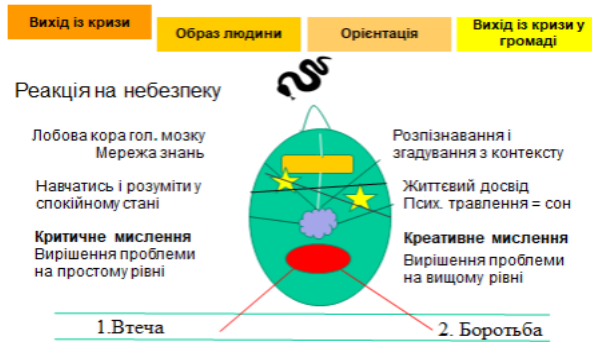 Вихід із кризи
Образ людини
Орієнтація
Вихід із кризи у
громаді
Реакція на небезпеку
Лобова кора гол. мозку
Мережа знань
Навчатись і розуміти у
спокійному стані
Критичне мислення
Вирішення проблеми
на простому рівні
Розпізнавання і
згадування з контексту
Життєвий досвід
Псих. травлення = сон
Креативне мислення
Вирішення проблеми
на вищому рівні
1.Втеча
2. Боротьба